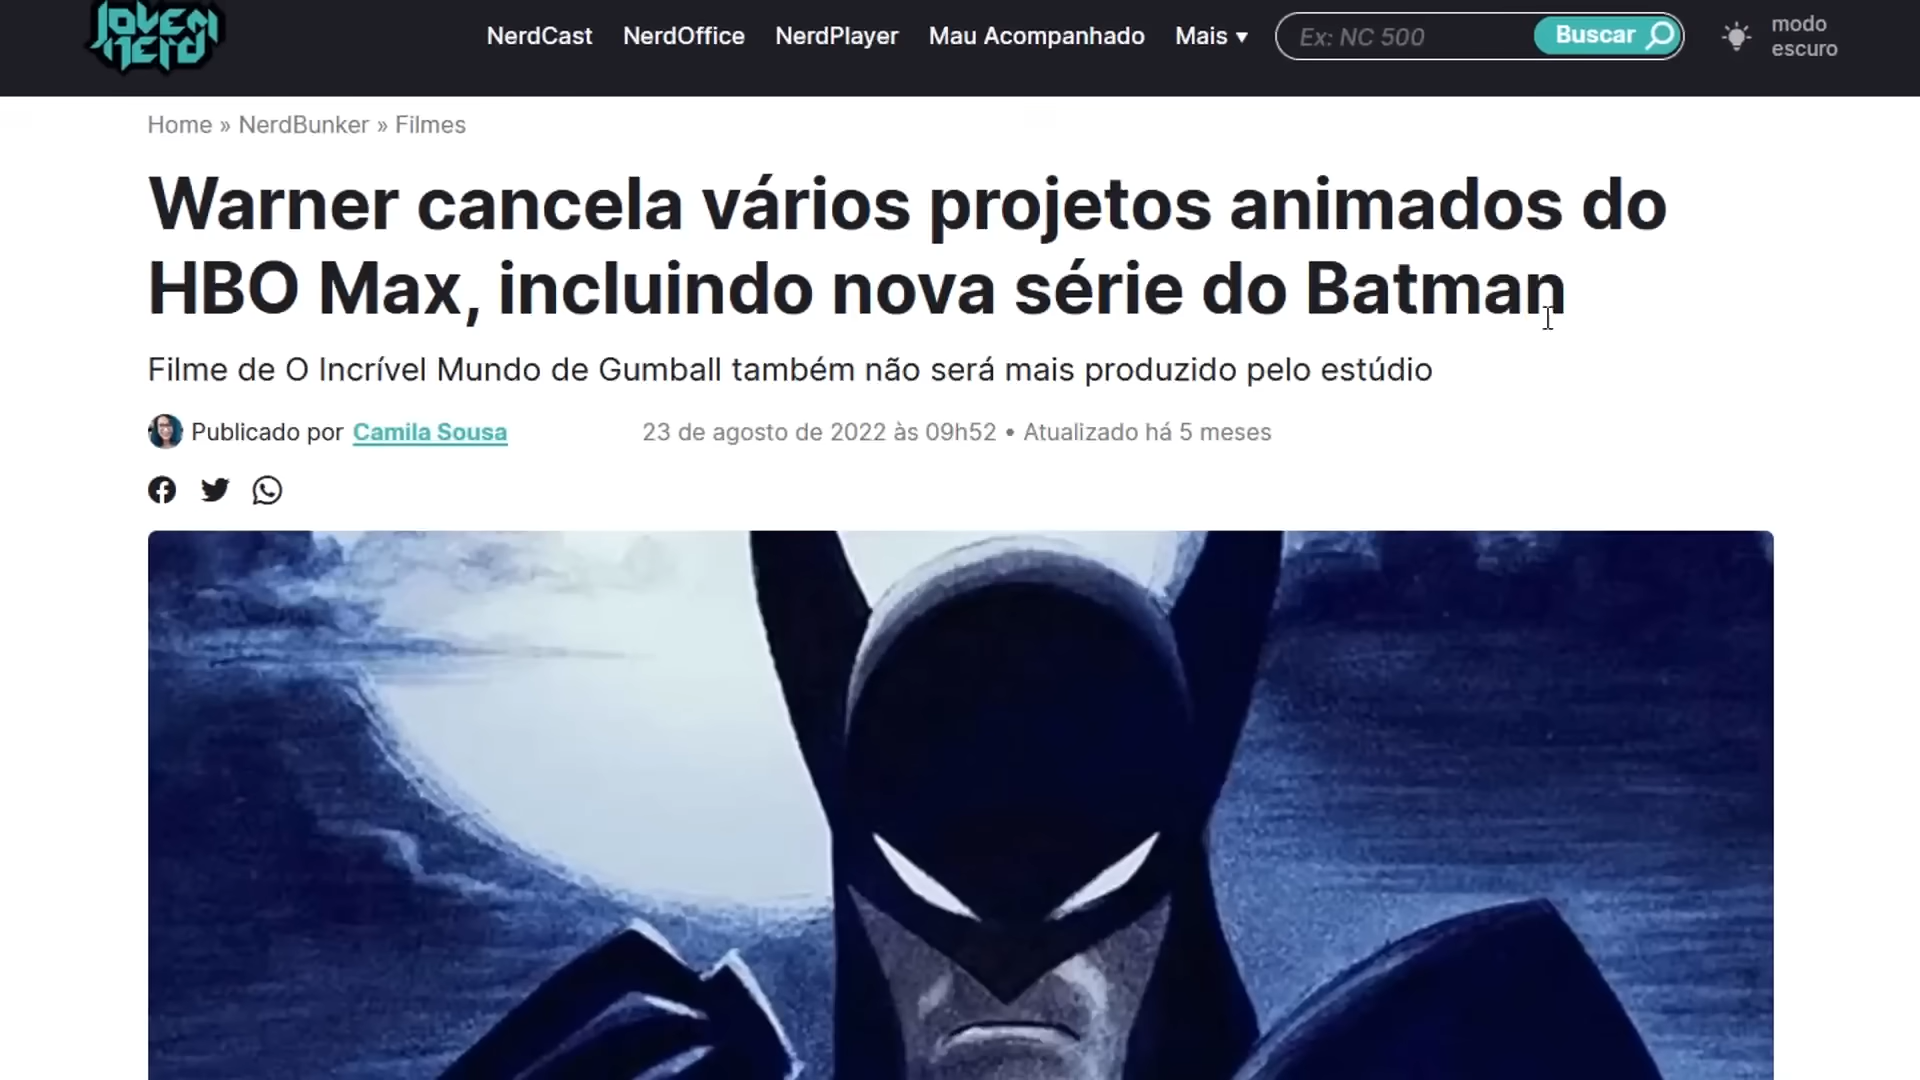 JOVEM
NERD
NerdCast NerdOffice NerdPlayer Mau Acompanhado Mais ▾ Ex: NC 500 Buscar
modo
escuro
Home » NerdBunker » Filmes
Warner cancela vários projetos animados do
HBO Max, incluindo nova série do Batman
Filme de O Incrível Mundo de Gumball também não será mais produzido pelo estúdio
Publicado por Camila Sousa 23 de agosto de 2022 às 09h52 • Atualizado há 5 meses